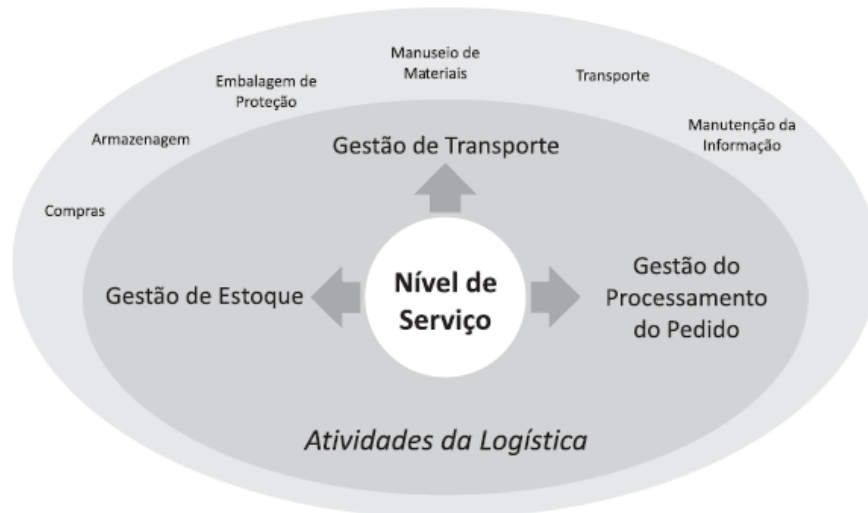 Manuseio de
Materiais
Transporte
Embalagem de
Proteção
Manutenção da
Informação
Armazenagem
Gestão de Transporte
Compras
Gestão de Estoque
Nível de
Serviço
Gestão do
Processamento
do Pedido
Atividades da Logística